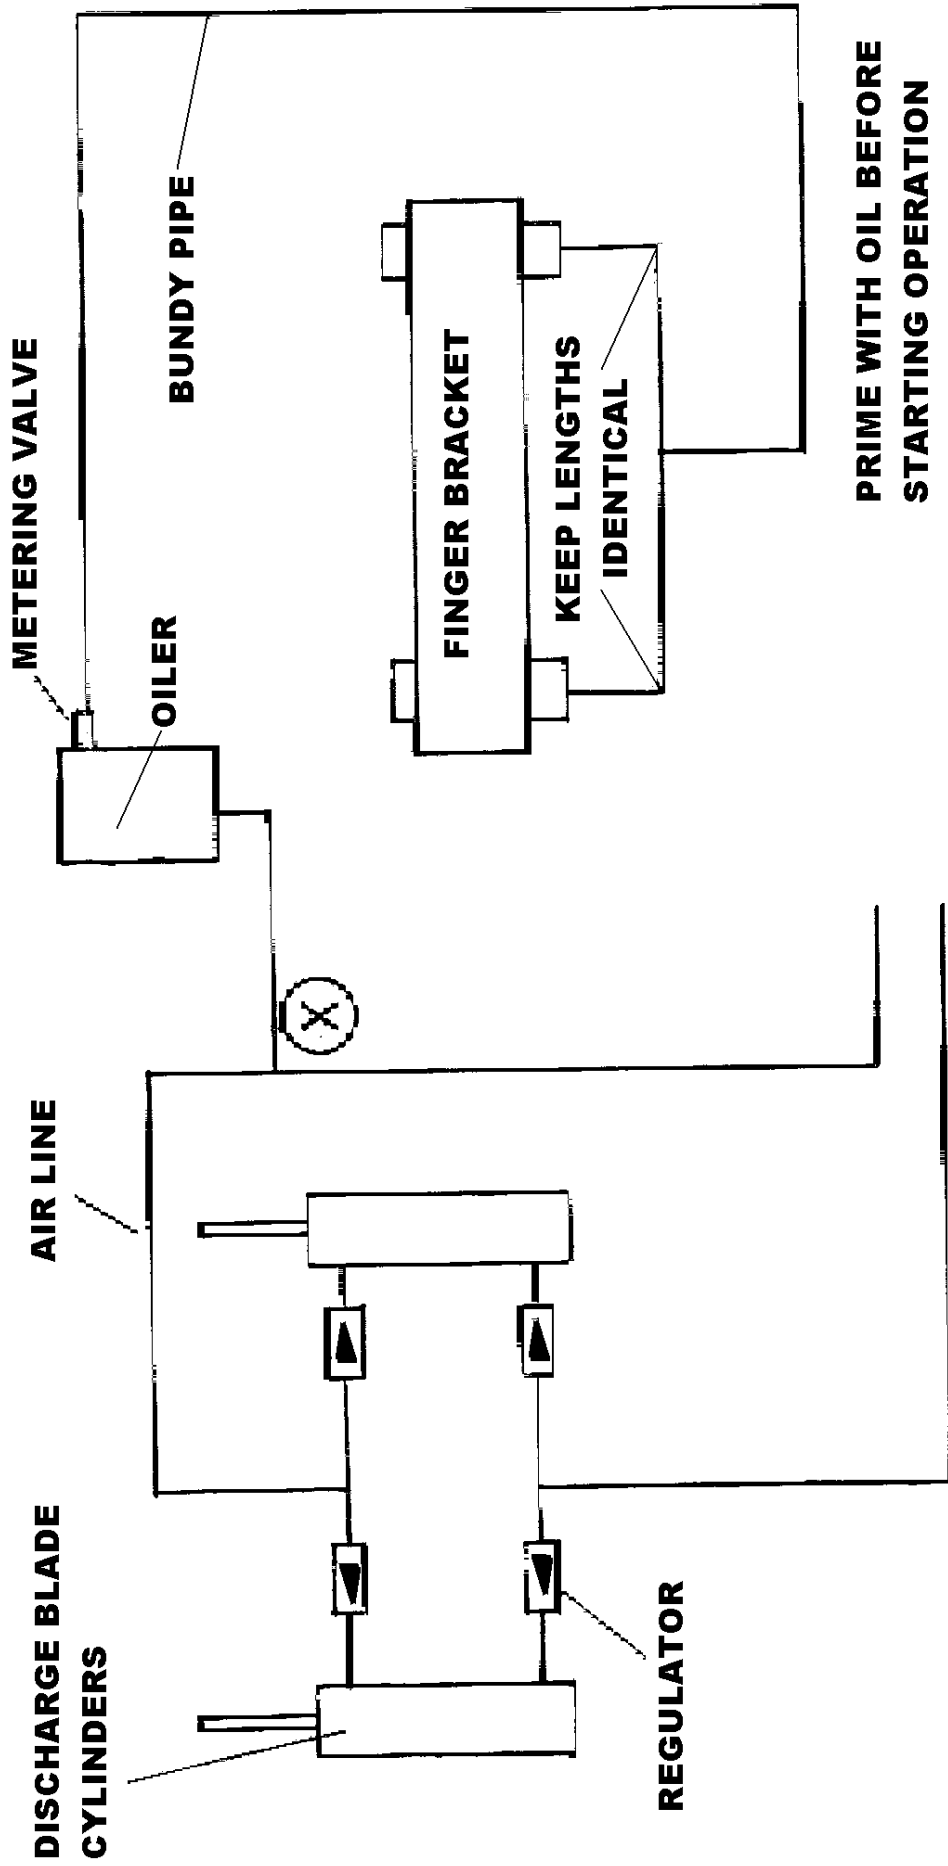 METERING VALVE
BUNDY PIPE
OILER
FINGER BRACKET
KEEP LENGTHS
IDENTICAL
PRIME WITH OIL BEFORE
STARTING OPERATION
AIR LINE
X
DISCHARGE BLADE
CYLINDERS
REGULATOR